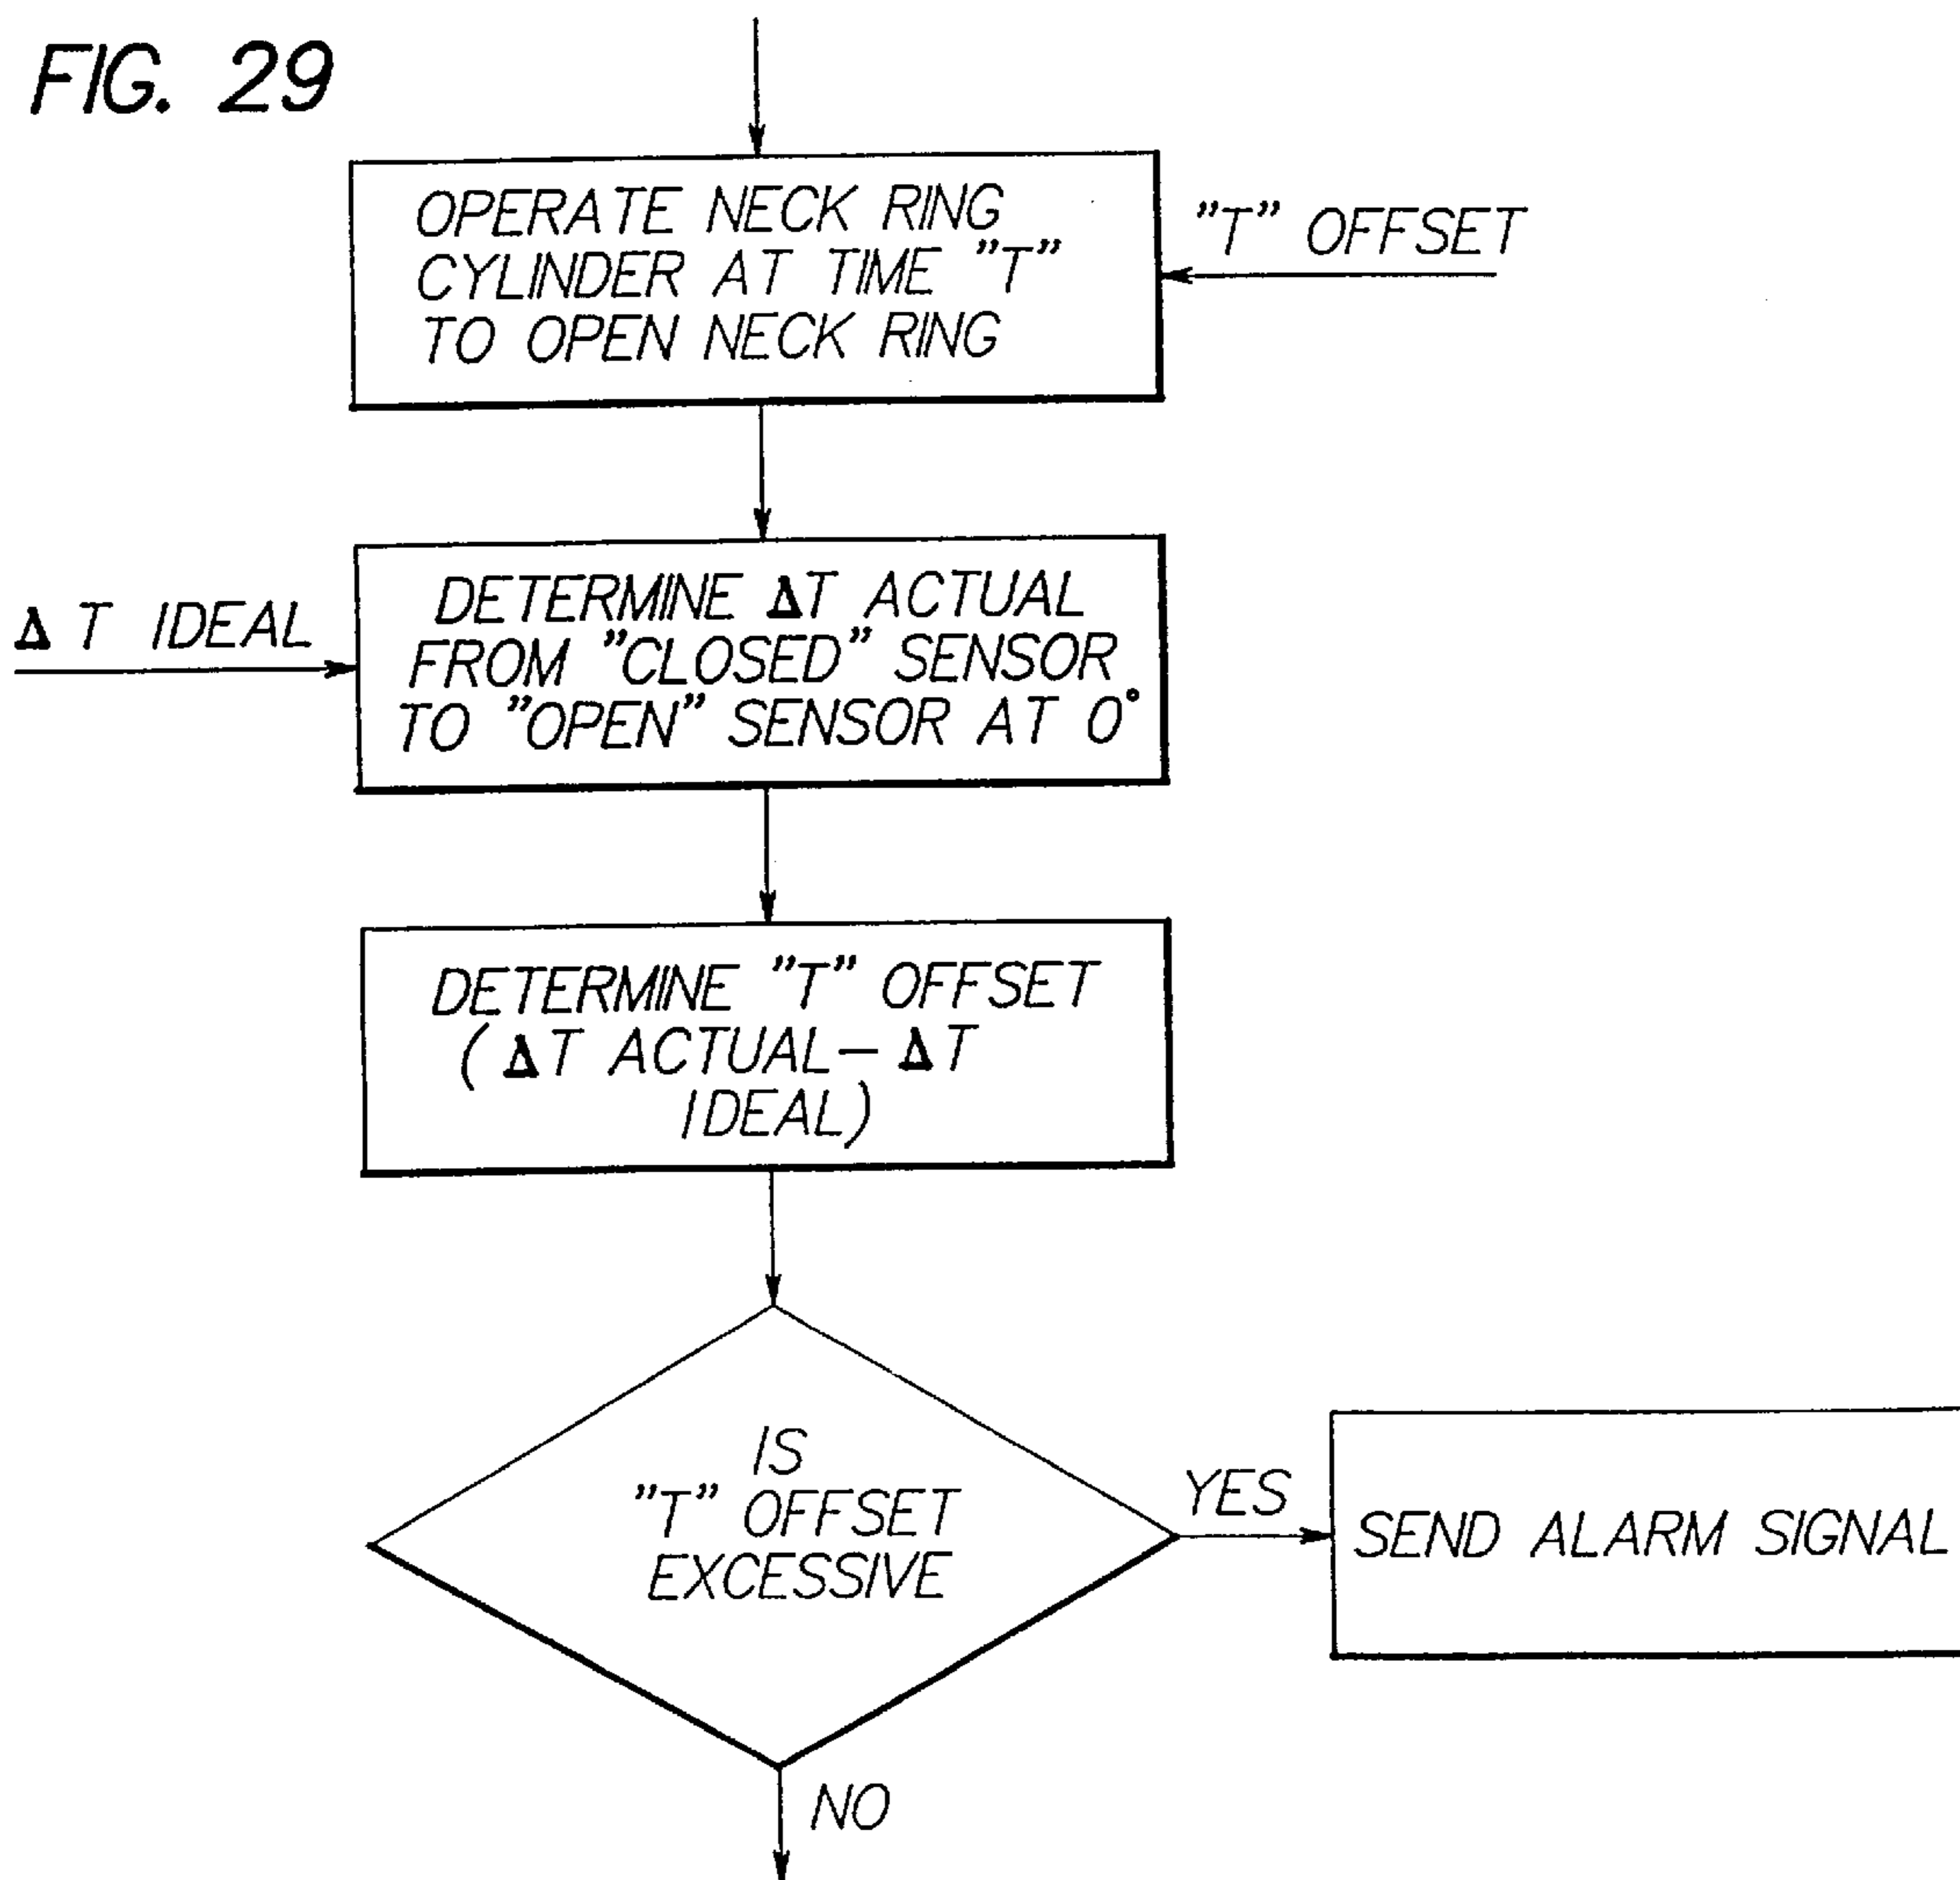 FIG. 29
OPERATE NECK RING
CYLINDER AT TIME "T"
TO OPEN NECK RING
"T" OFFSET
Δ T IDEAL
DETERMINE ΔT ACTUAL
FROM "CLOSED" SENSOR
TO "OPEN" SENSOR AT 0°
DETERMINE "T" OFFSET
(ΔT ACTUAL– ΔT
IDEAL)
IS
"T" OFFSET
EXCESSIVE
YES
SEND ALARM SIGNAL
NO